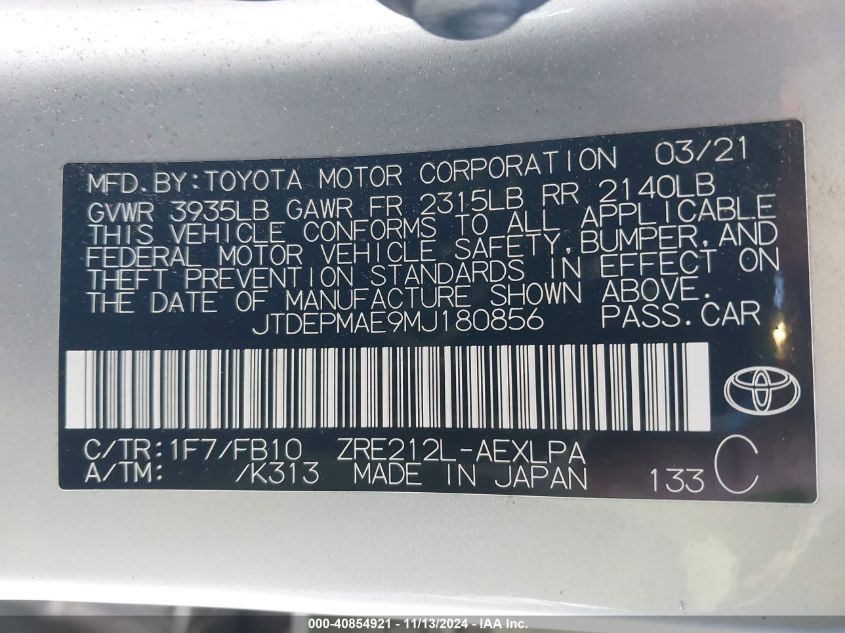 MFD.BY:TOYOTA MOTOR CORPORATION 03/21
GVWR 3935LB GAWR FR 2315LB RR 2140LB
THIS VEHICLE CONFORMS TO ALL APPLICABLE
FEDERAL MOTOR VEHICLE SAFETY, BUMPER, AND
THEFT PREVENTION STANDARDS IN EFFECT ON
THE DATE OF MANUFACTURE SHOWN ABOVE.
JTDEPMAE9MJ180856 PASS.CAR
C/TR:1F7/FB10 ZRE212L-AEXLPA
A/TM: /K313 MADE IN JAPAN 133 C
000-40854921 - 11/13/2024 - IAA Inc.